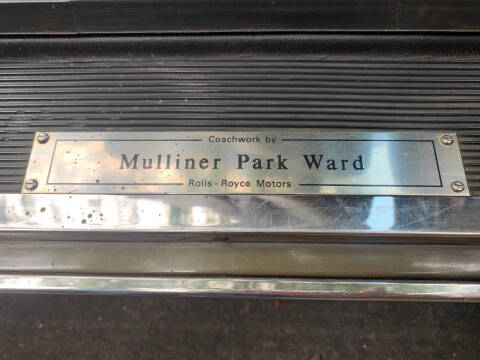 Coachwork by
Mulliner Park Ward
Rolls-Royce Motors